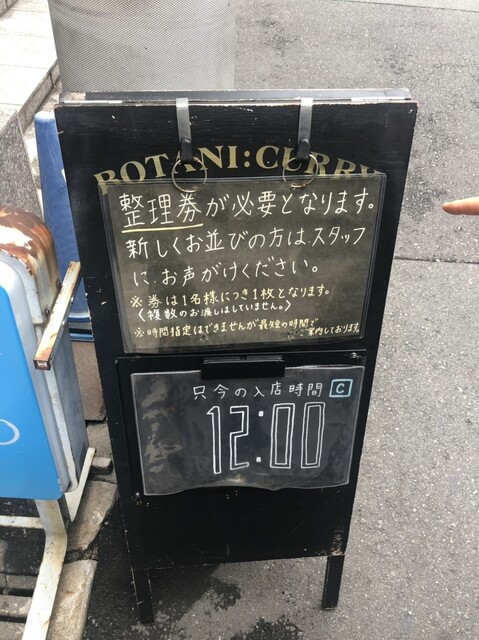 BOTANI:CURRY
整理券が必要となります。
新しくお並びの方はスタッフ
にお声がけください。
※券は1名様につき1枚となります。
(複数のお渡しはしていません。)
※時間指定はできませんが最短の時間で
ご案内しております
只今の入店時間 C
12:00